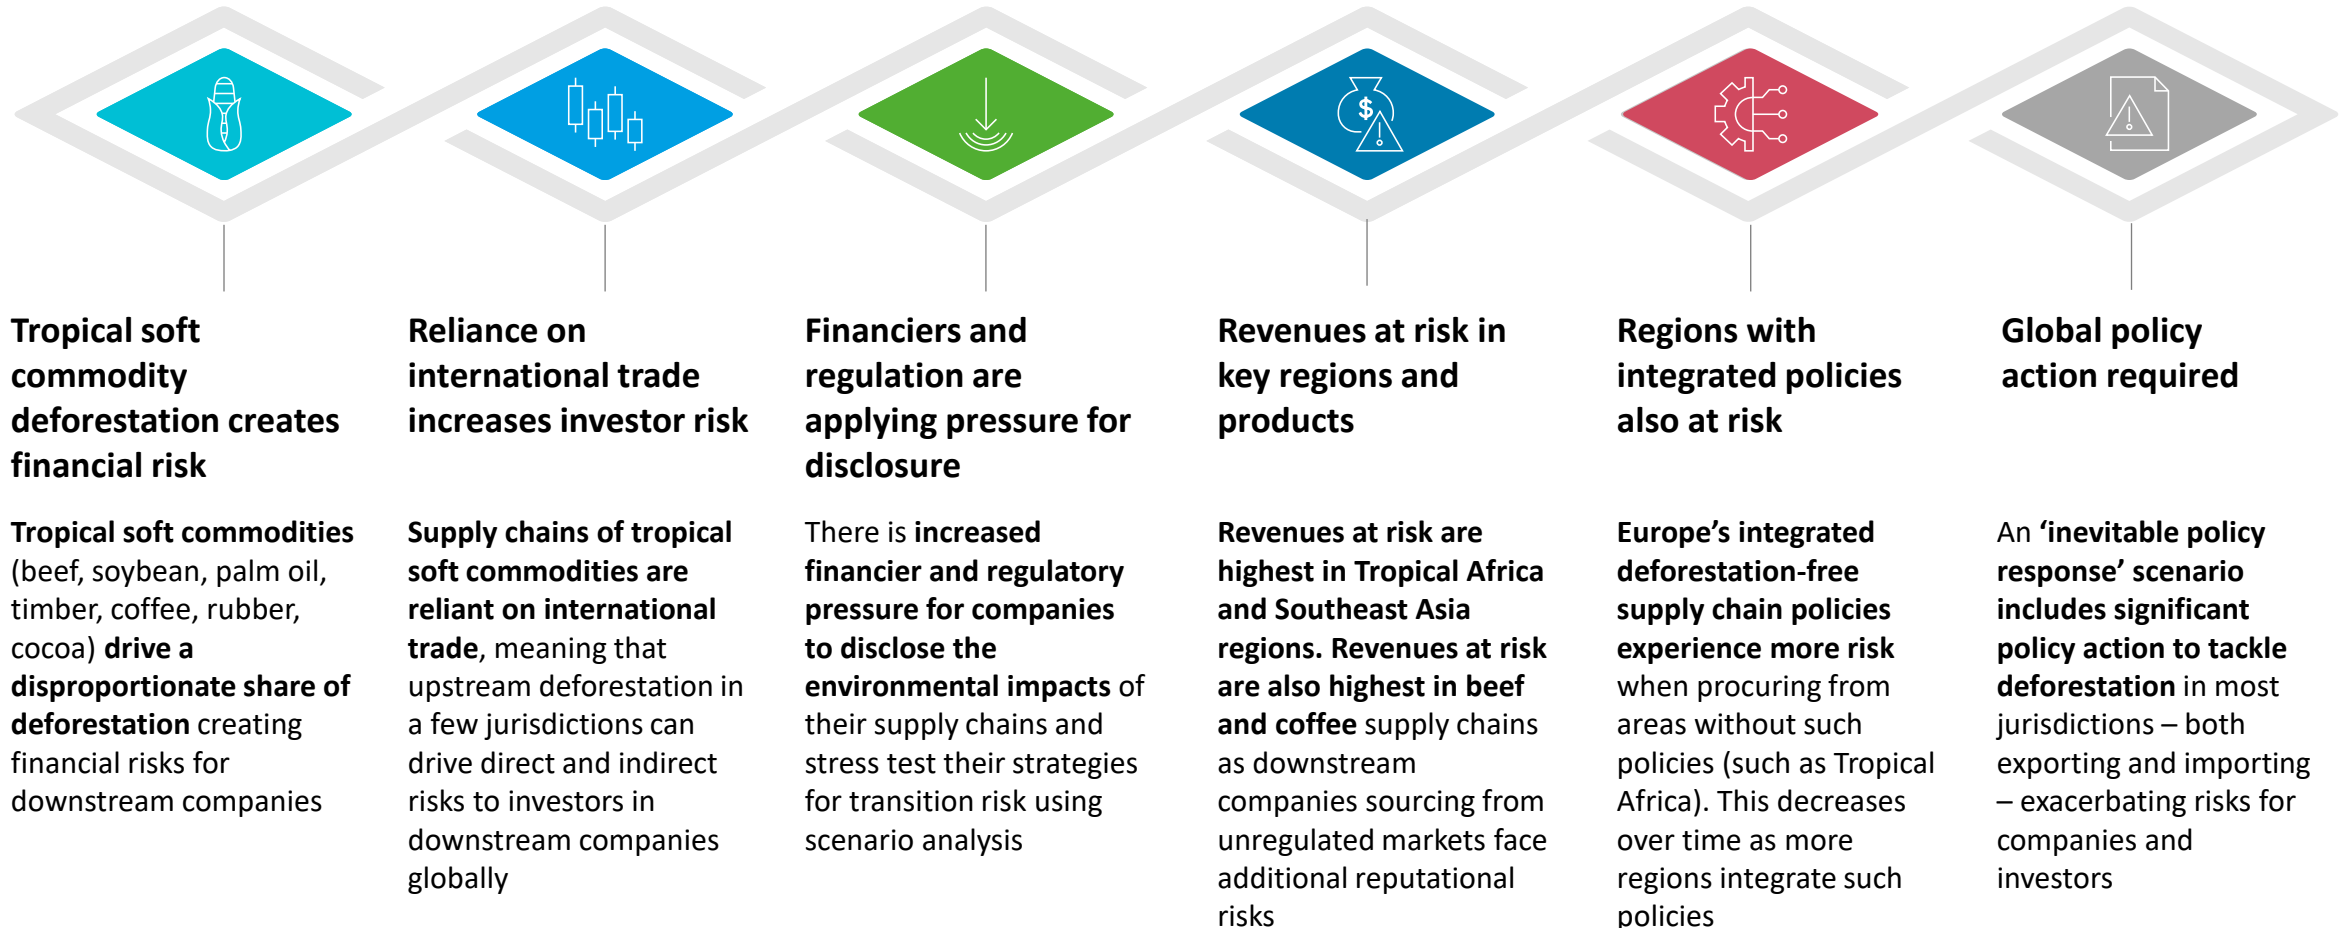 $
Tropical soft
commodity
deforestation creates
financial risk
Tropical soft commodities
(beef, soybean, palm oil,
timber, coffee, rubber,
cocoa) drive a
disproportionate share of
deforestation creating
financial risks for
downstream companies
Reliance on
international trade
increases investor risk
Supply chains of tropical
soft commodities are
reliant on international
trade, meaning that
upstream deforestation in
a few jurisdictions can
drive direct and indirect
risks to investors in
downstream companies
globally
Financiers and
regulation are
applying pressure for
disclosure
There is increased
financier and regulatory
pressure for companies
to disclose the
environmental impacts of
their supply chains and
stress test their strategies
for transition risk using
scenario analysis
Revenues at risk in
key regions and
products
Revenues at risk are
highest in Tropical Africa
and Southeast Asia
regions. Revenues at risk
are also highest in beef
and coffee supply chains
as downstream
companies sourcing from
unregulated markets face
additional reputational
risks
Regions with
integrated policies
also at risk
Europe’s integrated
deforestation-free
supply chain policies
experience more risk
when procuring from
areas without such
policies (such as Tropical
Africa). This decreases
over time as more
regions integrate such
policies
Global policy
action required
An ‘inevitable policy
response’ scenario
includes significant
policy action to tackle
deforestation in most
jurisdictions – both
exporting and importing
– exacerbating risks for
companies and
investors